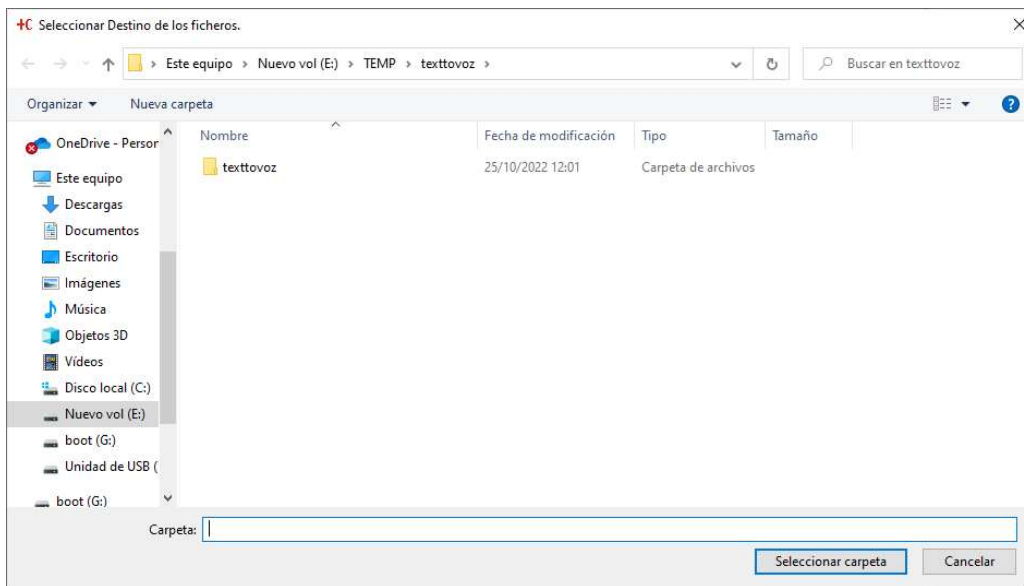 +C Seleccionar Destino de los ficheros.
Este equipo > Nuevo vol (E:) > TEMP > texttovoz >
Buscar en texttovoz
Organizar Nueva carpeta
Nombre Fecha de modificación Tipo Tamaño
texttovoz 25/10/2022 12:01 Carpeta de archivos
OneDrive - Person
Este equipo
Descargas
Documentos
Escritorio
Imágenes
Música
Objetos 3D
Vídeos
Disco local (C:)
Nuevo vol (E:)
boot (G:)
Unidad de USB (
boot (G:)
Carpeta:
Seleccionar carpeta Cancelar